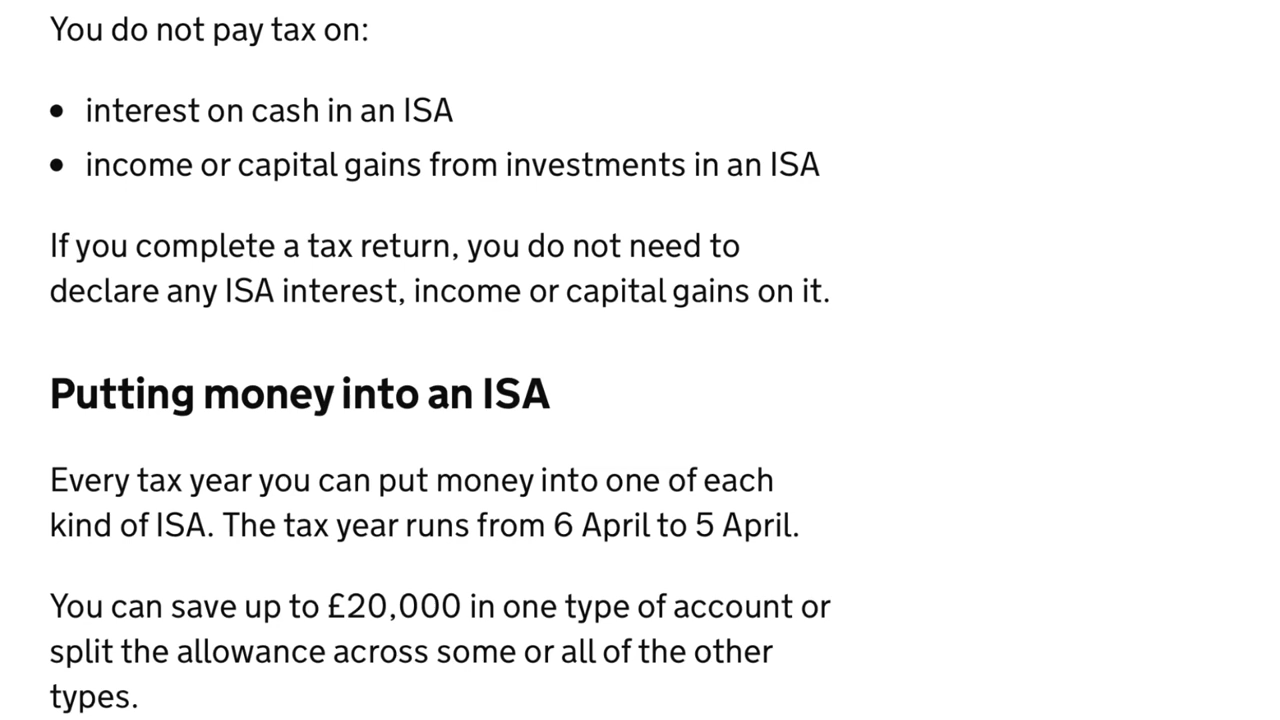 You do not pay tax on:
• interest on cash in an ISA
• income or capital gains from investments in an ISA
If you complete a tax return, you do not need to
declare any ISA interest, income or capital gains on it.
Putting money into an ISA
Every tax year you can put money into one of each
kind of ISA. The tax year runs from 6 April to 5 April.
You can save up to £20,000 in one type of account or
split the allowance across some or all of the other
types.